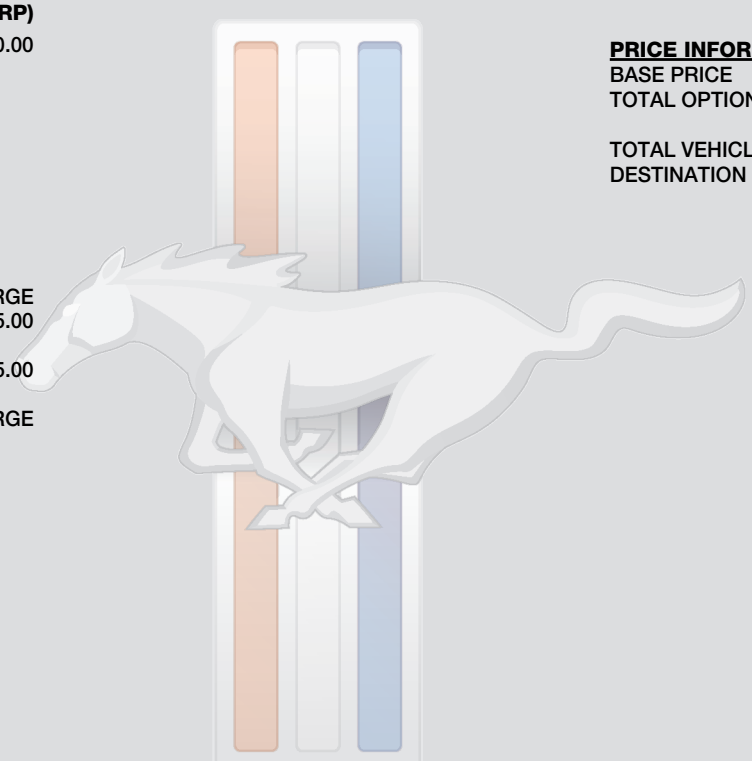 RP)
0.00
RGE
5.00
5.00
RGE
PRICE INFOR
BASE PRICE
TOTAL OPTION
TOTAL VEHICL
DESTINATION